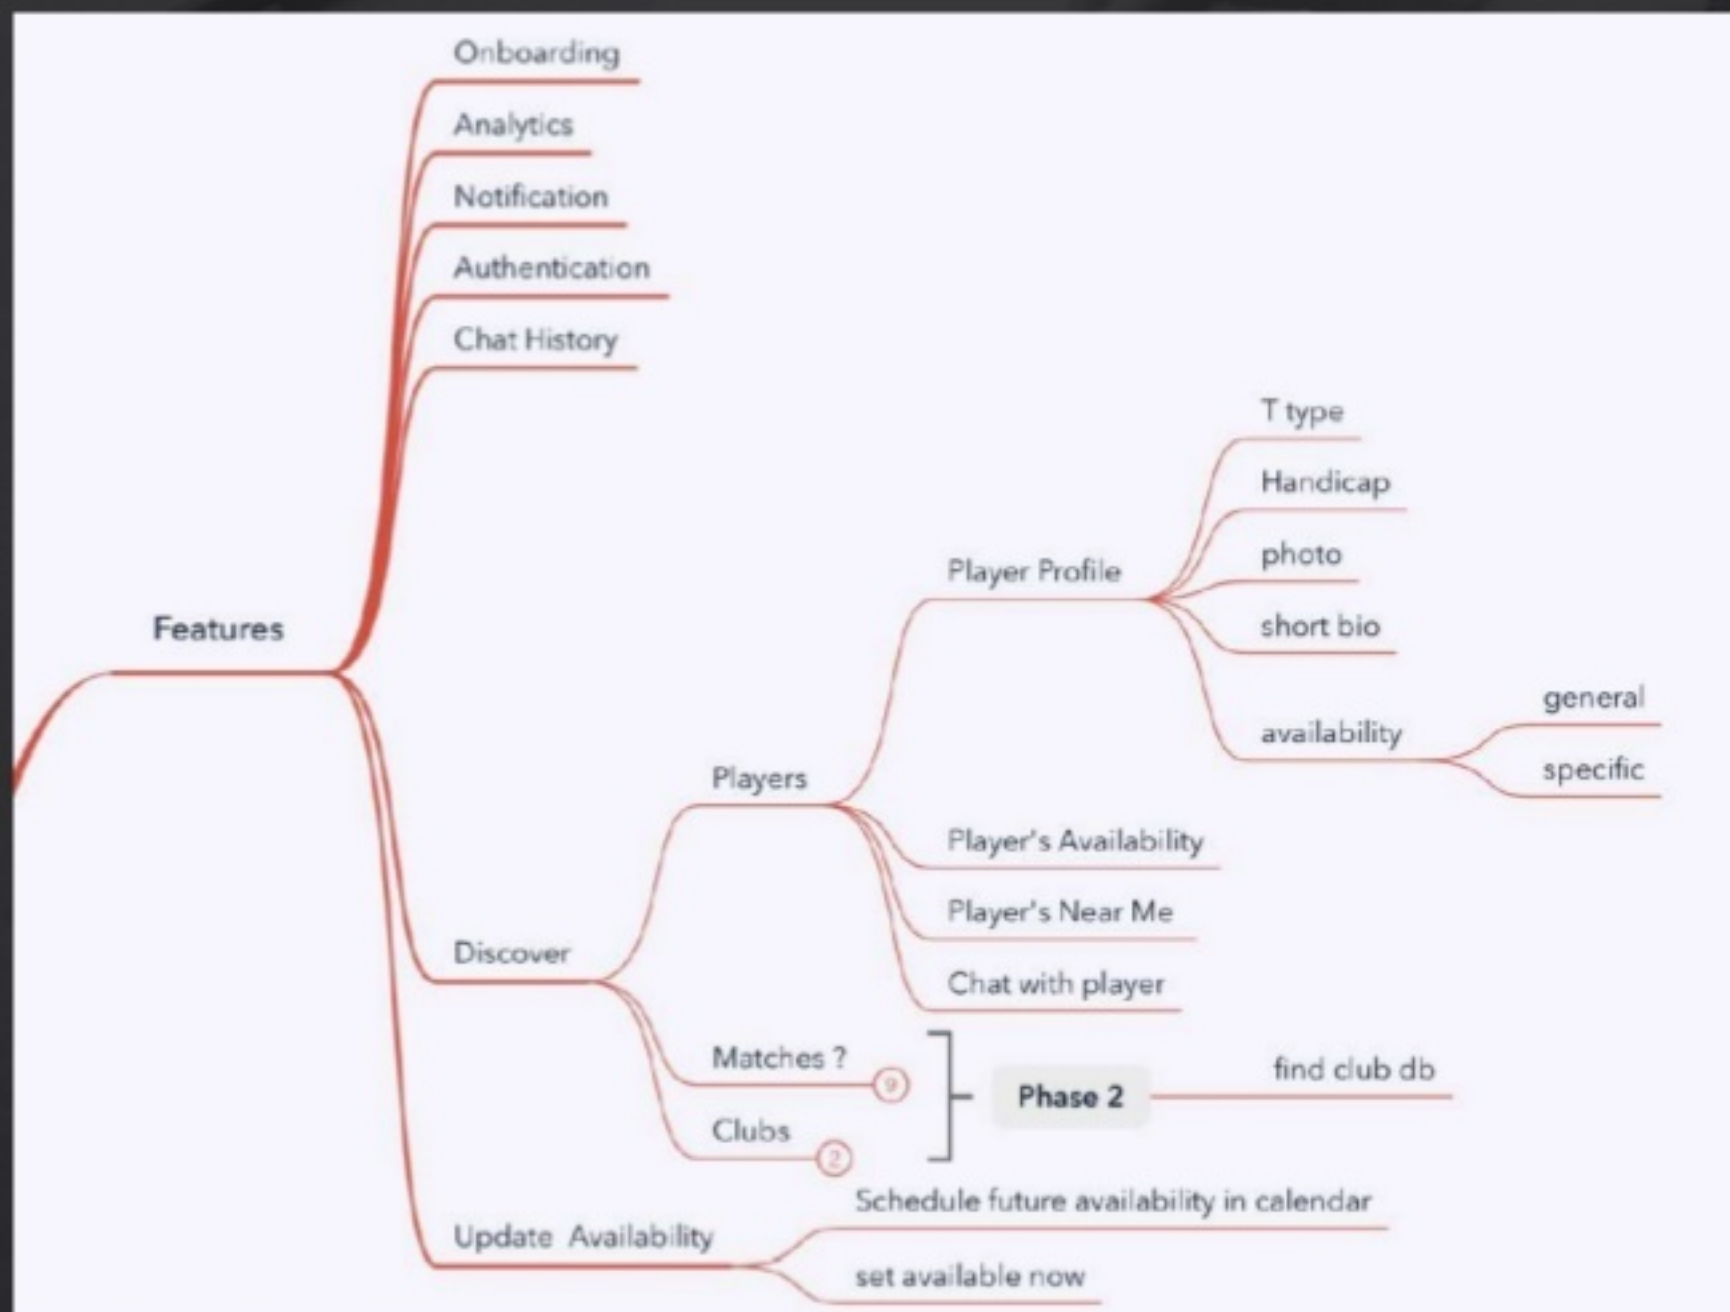 Onboarding
Analytics
Notification
Authentication
Chat History
Features
Discover
Update Availability
Players
Matches ?
9
Clubs
2
Player Profile
Player's Availability
Player's Near Me
Chat with player
T type
Handicap
photo
short bio
availability
general
specific
Phase 2
find club db
Schedule future availability in calendar
set available now